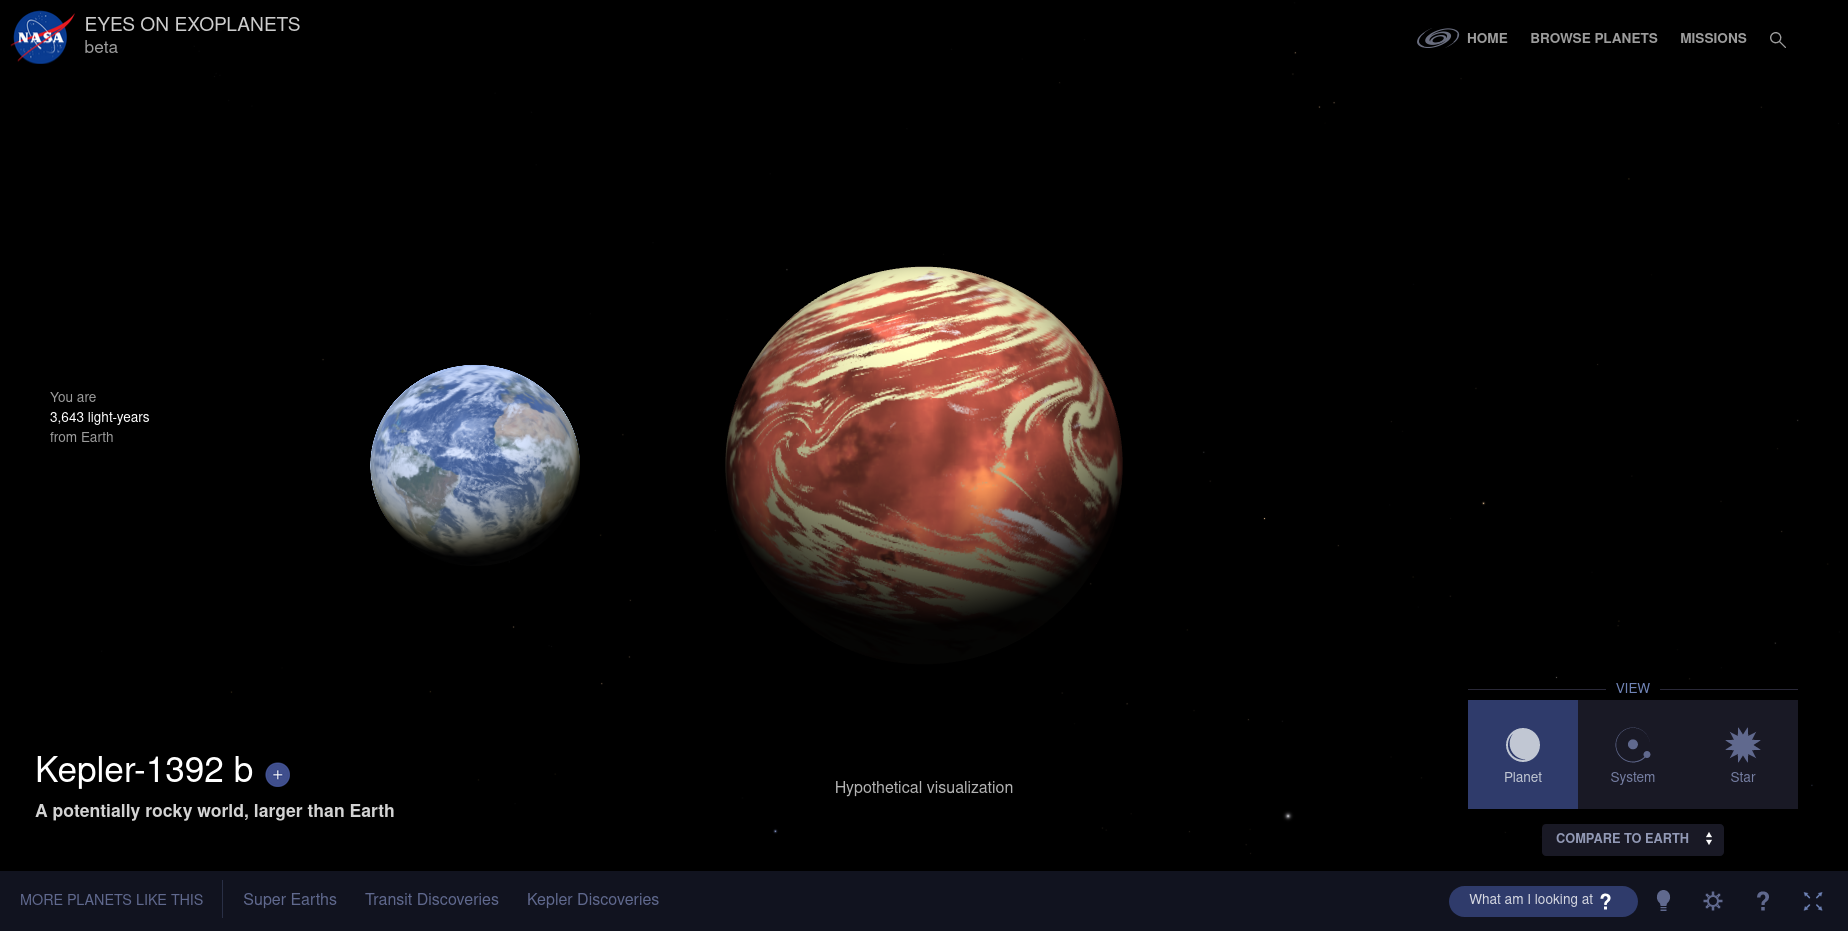 NASA
EYES ON EXOPLANETS
beta
HOME
BROWSE PLANETS
MISSIONS
You are
3,643 light-years
from Earth
Kepler-1392 b +
A potentially rocky world, larger than Earth
Hypothetical visualization
VIEW
Planet
System
Star
COMPARE TO EARTH
MORE PLANETS LIKE THIS
Super Earths
Transit Discoveries
Kepler Discoveries
What am I looking at ?
?